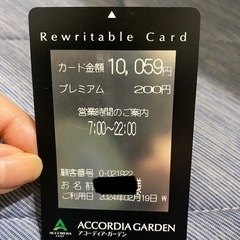 Rewritable Card
カード金額 10,059円
プレミアム 200円
営業時間のご案内
7:00~22:00
顧客番号 0-021922
お名前 様
ご利用日 2024年02月19日 W
ACCORDIA GARDEN
アコーディア・ガーデン
ACCORDIA